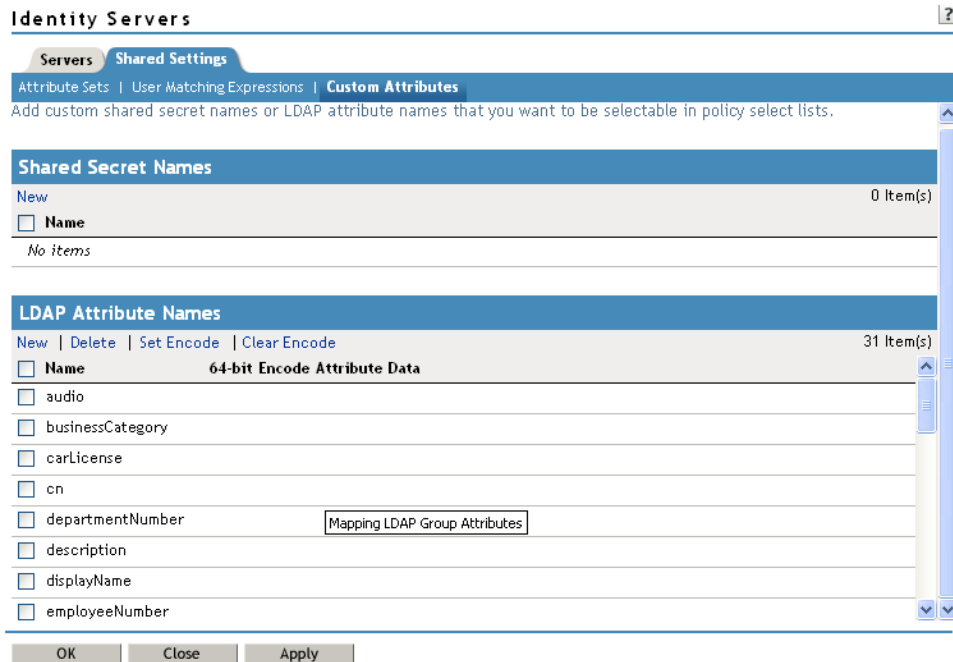 Identity Servers
?
Servers Shared Settings
Attribute Sets | User Matching Expressions | Custom Attributes
Add custom shared secret names or LDAP attribute names that you want to be selectable in policy select lists.
Shared Secret Names
New 0 Item(s)
Name
No items
LDAP Attribute Names
New | Delete | Set Encode | Clear Encode 31 Item(s)
Name 64-bit Encode Attribute Data
audio
businessCategory
carLicense
cn
departmentNumber
Mapping LDAP Group Attributes
description
displayName
employeeNumber
OK Close Apply